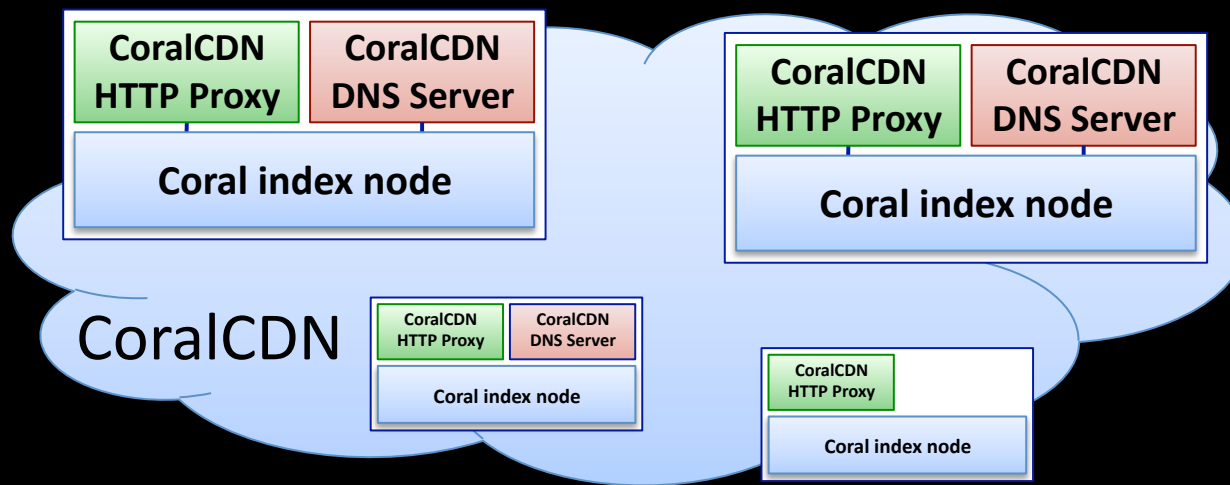 CoralCDN
HTTP Proxy
CoralCDN
DNS Server
Coral index node
CoralCDN
HTTP Proxy
CoralCDN
DNS Server
Coral index node
CoralCDN
CoralCDN
HTTP Proxy
CoralCDN
DNS Server
Coral index node
CoralCDN
HTTP Proxy
Coral index node